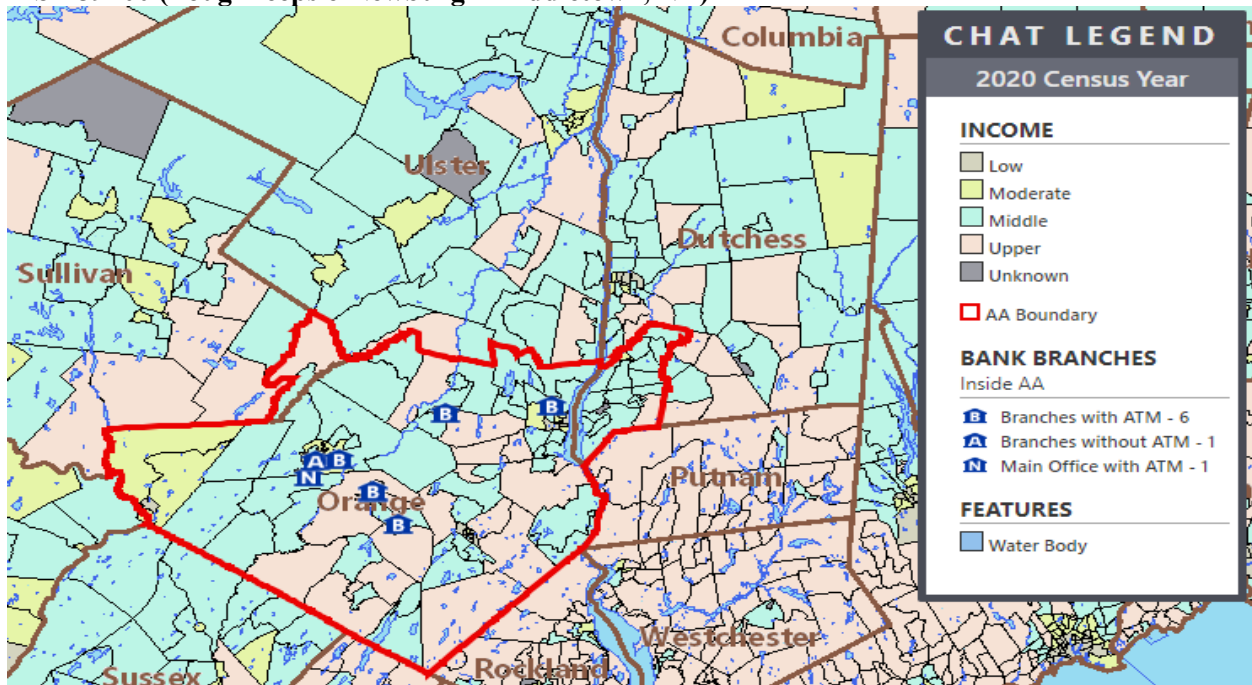 Columbia
Ulster
Dutchess
Sullivan
Orange
Putnam
Westchester
Rockland
Sussex
B
B
A
B
N
B
B
CHAT LEGEND
2020 Census Year
INCOME
Low
Moderate
Middle
Upper
Unknown
AA Boundary
BANK BRANCHES
Inside AA
B Branches with ATM - 6
A Branches without ATM - 1
N Main Office with ATM - 1
FEATURES
Water Body